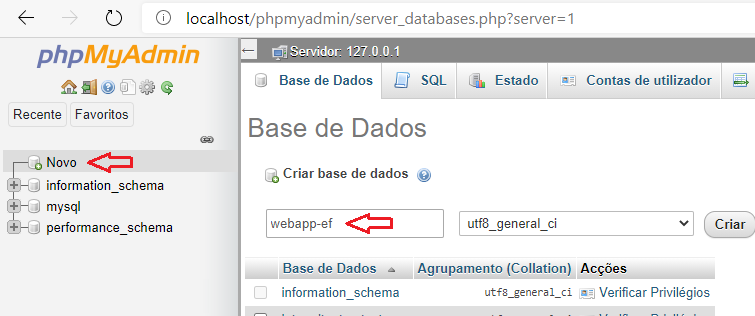 localhost/phpmyadmin/server_databases.php?server=1
phpMyAdmin
Recente Favoritos
Novo
information_schema
mysql
performance_schema
Servidor: 127.0.0.1
Base de Dados SQL Estado Contas de utilizador
Base de Dados
Criar base de dados
webapp-ef utf8_general_ci Criar
Base de Dados Agrupamento (Collation) Acções
information_schema utf8_general_ci Verificar Privilégios